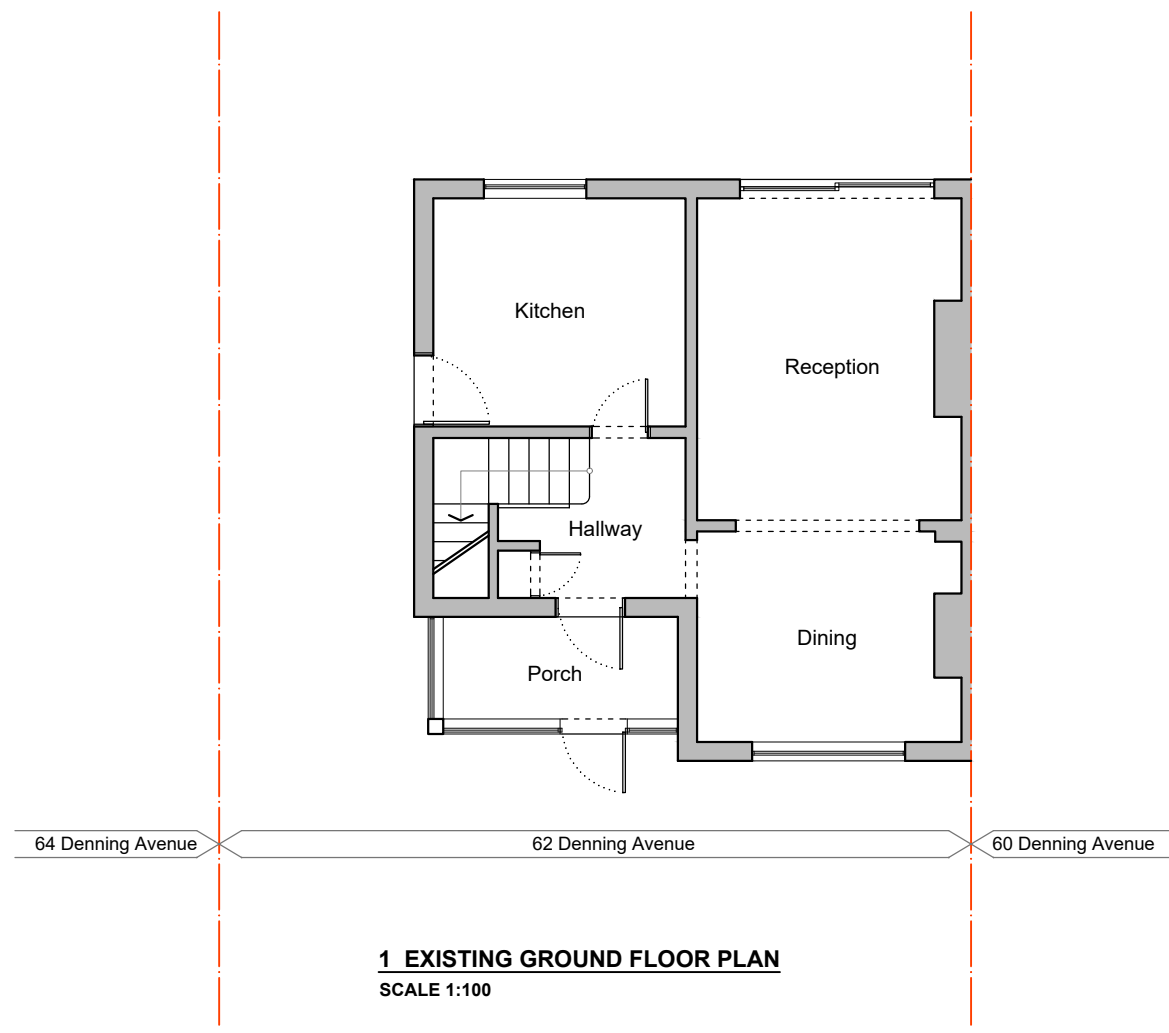 Kitchen
Reception
Hallway
Dining
Porch
64 Denning Avenue
62 Denning Avenue
60 Denning Avenue
1 EXISTING GROUND FLOOR PLAN
SCALE 1:100